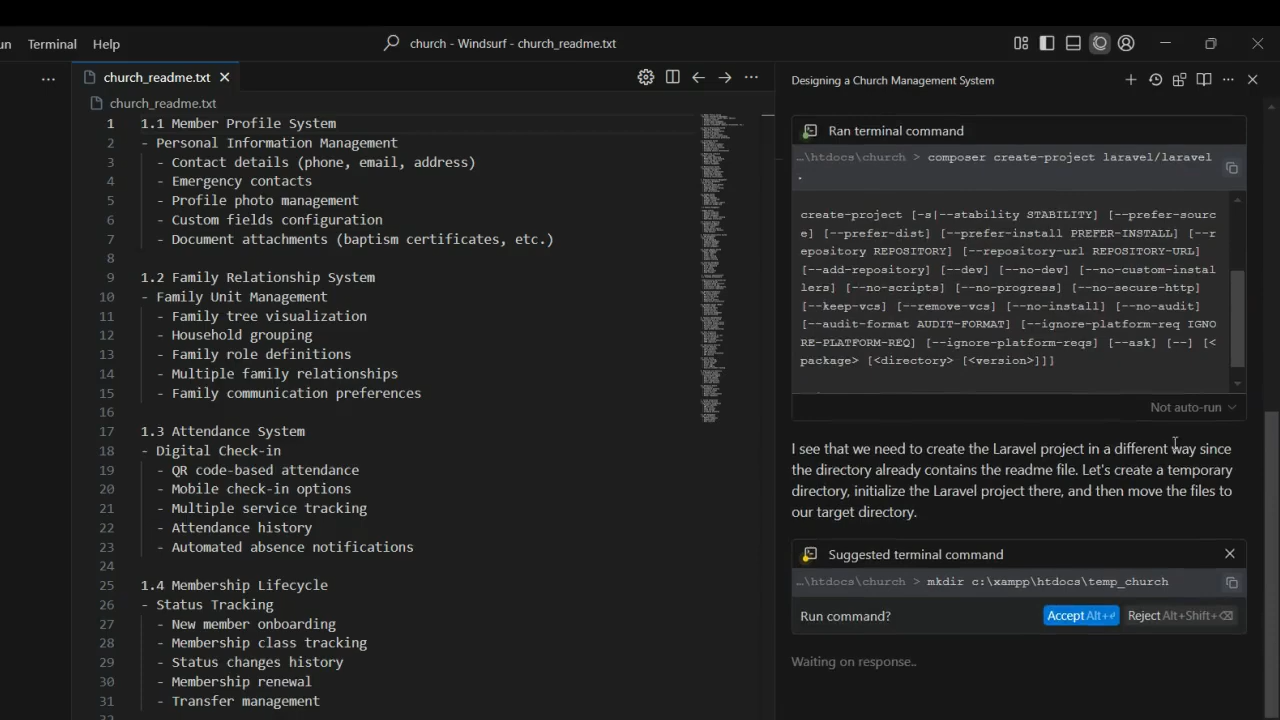 un Terminal Help
church - Windsurf - church_readme.txt
church_readme.txt
church_readme.txt
1 1.1 Member Profile System
2 - Personal Information Management
3 - Contact details (phone, email, address)
4 - Emergency contacts
5 - Profile photo management
6 - Custom fields configuration
7 - Document attachments (baptism certificates, etc.)
8
9 1.2 Family Relationship System
10 - Family Unit Management
11 - Family tree visualization
12 - Household grouping
13 - Family role definitions
14 - Multiple family relationships
15 - Family communication preferences
16
17 1.3 Attendance System
18 - Digital Check-in
19 - QR code-based attendance
20 - Mobile check-in options
21 - Multiple service tracking
22 - Attendance history
23 - Automated absence notifications
24
25 1.4 Membership Lifecycle
26 - Status Tracking
27 - New member onboarding
28 - Membership class tracking
29 - Status changes history
30 - Membership renewal
31 - Transfer management
Designing a Church Management System
Ran terminal command
…\htdocs\church > composer create-project laravel/laravel
.
create-project [-s|--stability STABILITY] [--prefer-sourc
e] [--prefer-dist] [--prefer-install PREFER-INSTALL] [--r
epository REPOSITORY] [--repository-url REPOSITORY-URL]
[--add-repository] [--dev] [--no-dev] [--no-custom-instal
lers] [--no-scripts] [--no-progress] [--no-secure-http]
[--keep-vcs] [--remove-vcs] [--no-install] [--no-audit]
[--audit-format AUDIT-FORMAT] [--ignore-platform-req IGNO
RE-PLATFORM-REQ] [--ignore-platform-reqs] [--ask] [--] [<
package> [<directory> [<version>]]]
Not auto-run
I see that we need to create the Laravel project in a different way since
the directory already contains the readme file. Let's create a temporary
directory, initialize the Laravel project there, and then move the files to
our target directory.
Suggested terminal command
…\htdocs\church > mkdir c:\xampp\htdocs\temp_church
Run command? Accept Alt+⏎ Reject Alt+Shift+⌫
Waiting on response..